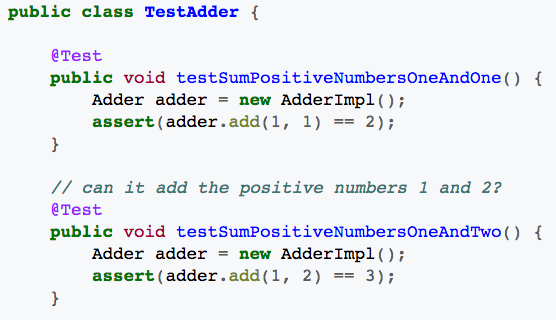 public class TestAdder {
@Test
public void testSumPositiveNumbersOneAndOne() {
Adder adder = new AdderImpl();
assert(adder.add(1, 1) == 2);
}
// can it add the positive numbers 1 and 2?
@Test
public void testSumPositiveNumbersOneAndTwo() {
Adder adder = new AdderImpl();
assert(adder.add(1, 2) == 3);
}